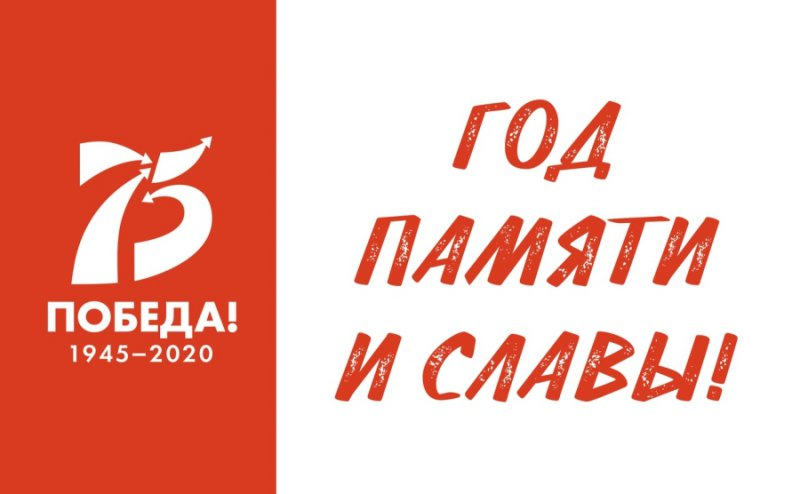 75
ПОБЕДА!
1945–2020
ГОД
ПАМЯТИ
И СЛАВЫ!